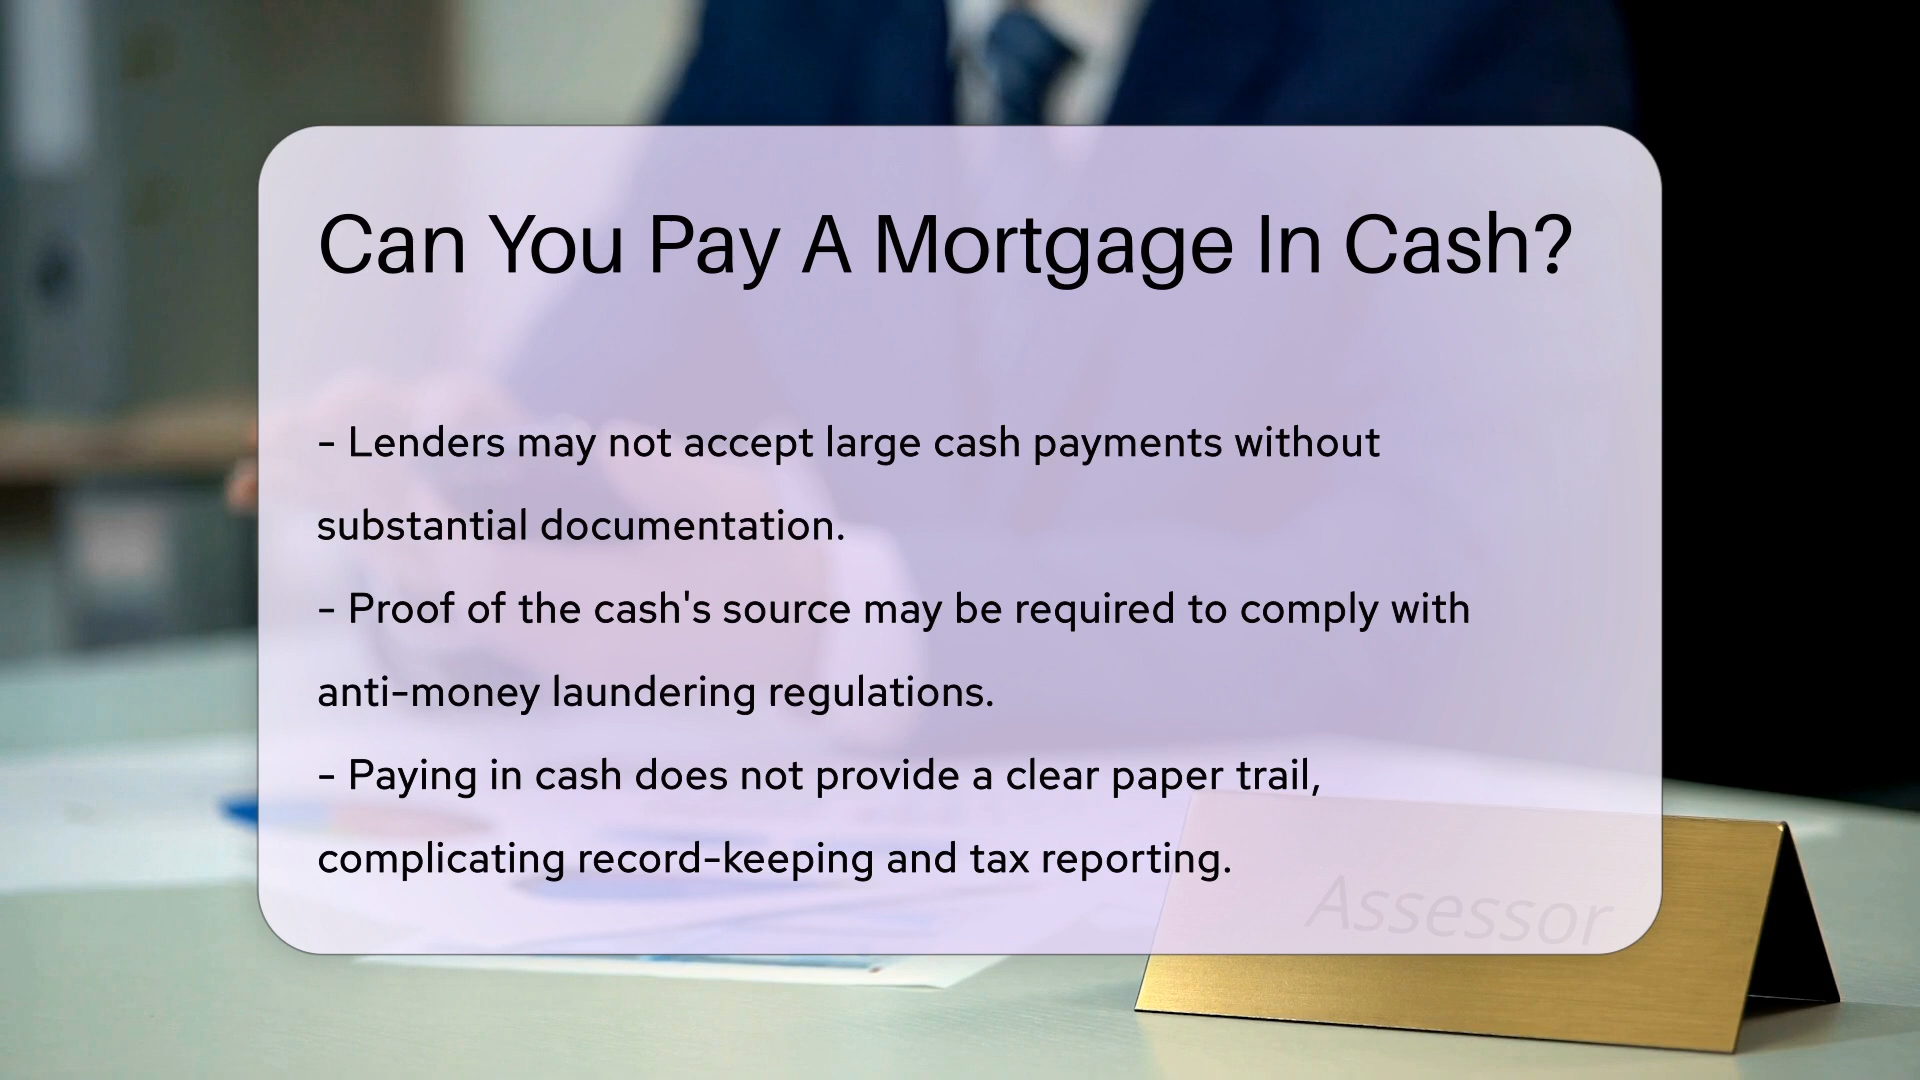 Can You Pay A Mortgage In Cash?
- Lenders may not accept large cash payments without
substantial documentation.
- Proof of the cash's source may be required to comply with
anti-money laundering regulations.
- Paying in cash does not provide a clear paper trail,
complicating record-keeping and tax reporting.
Assessor